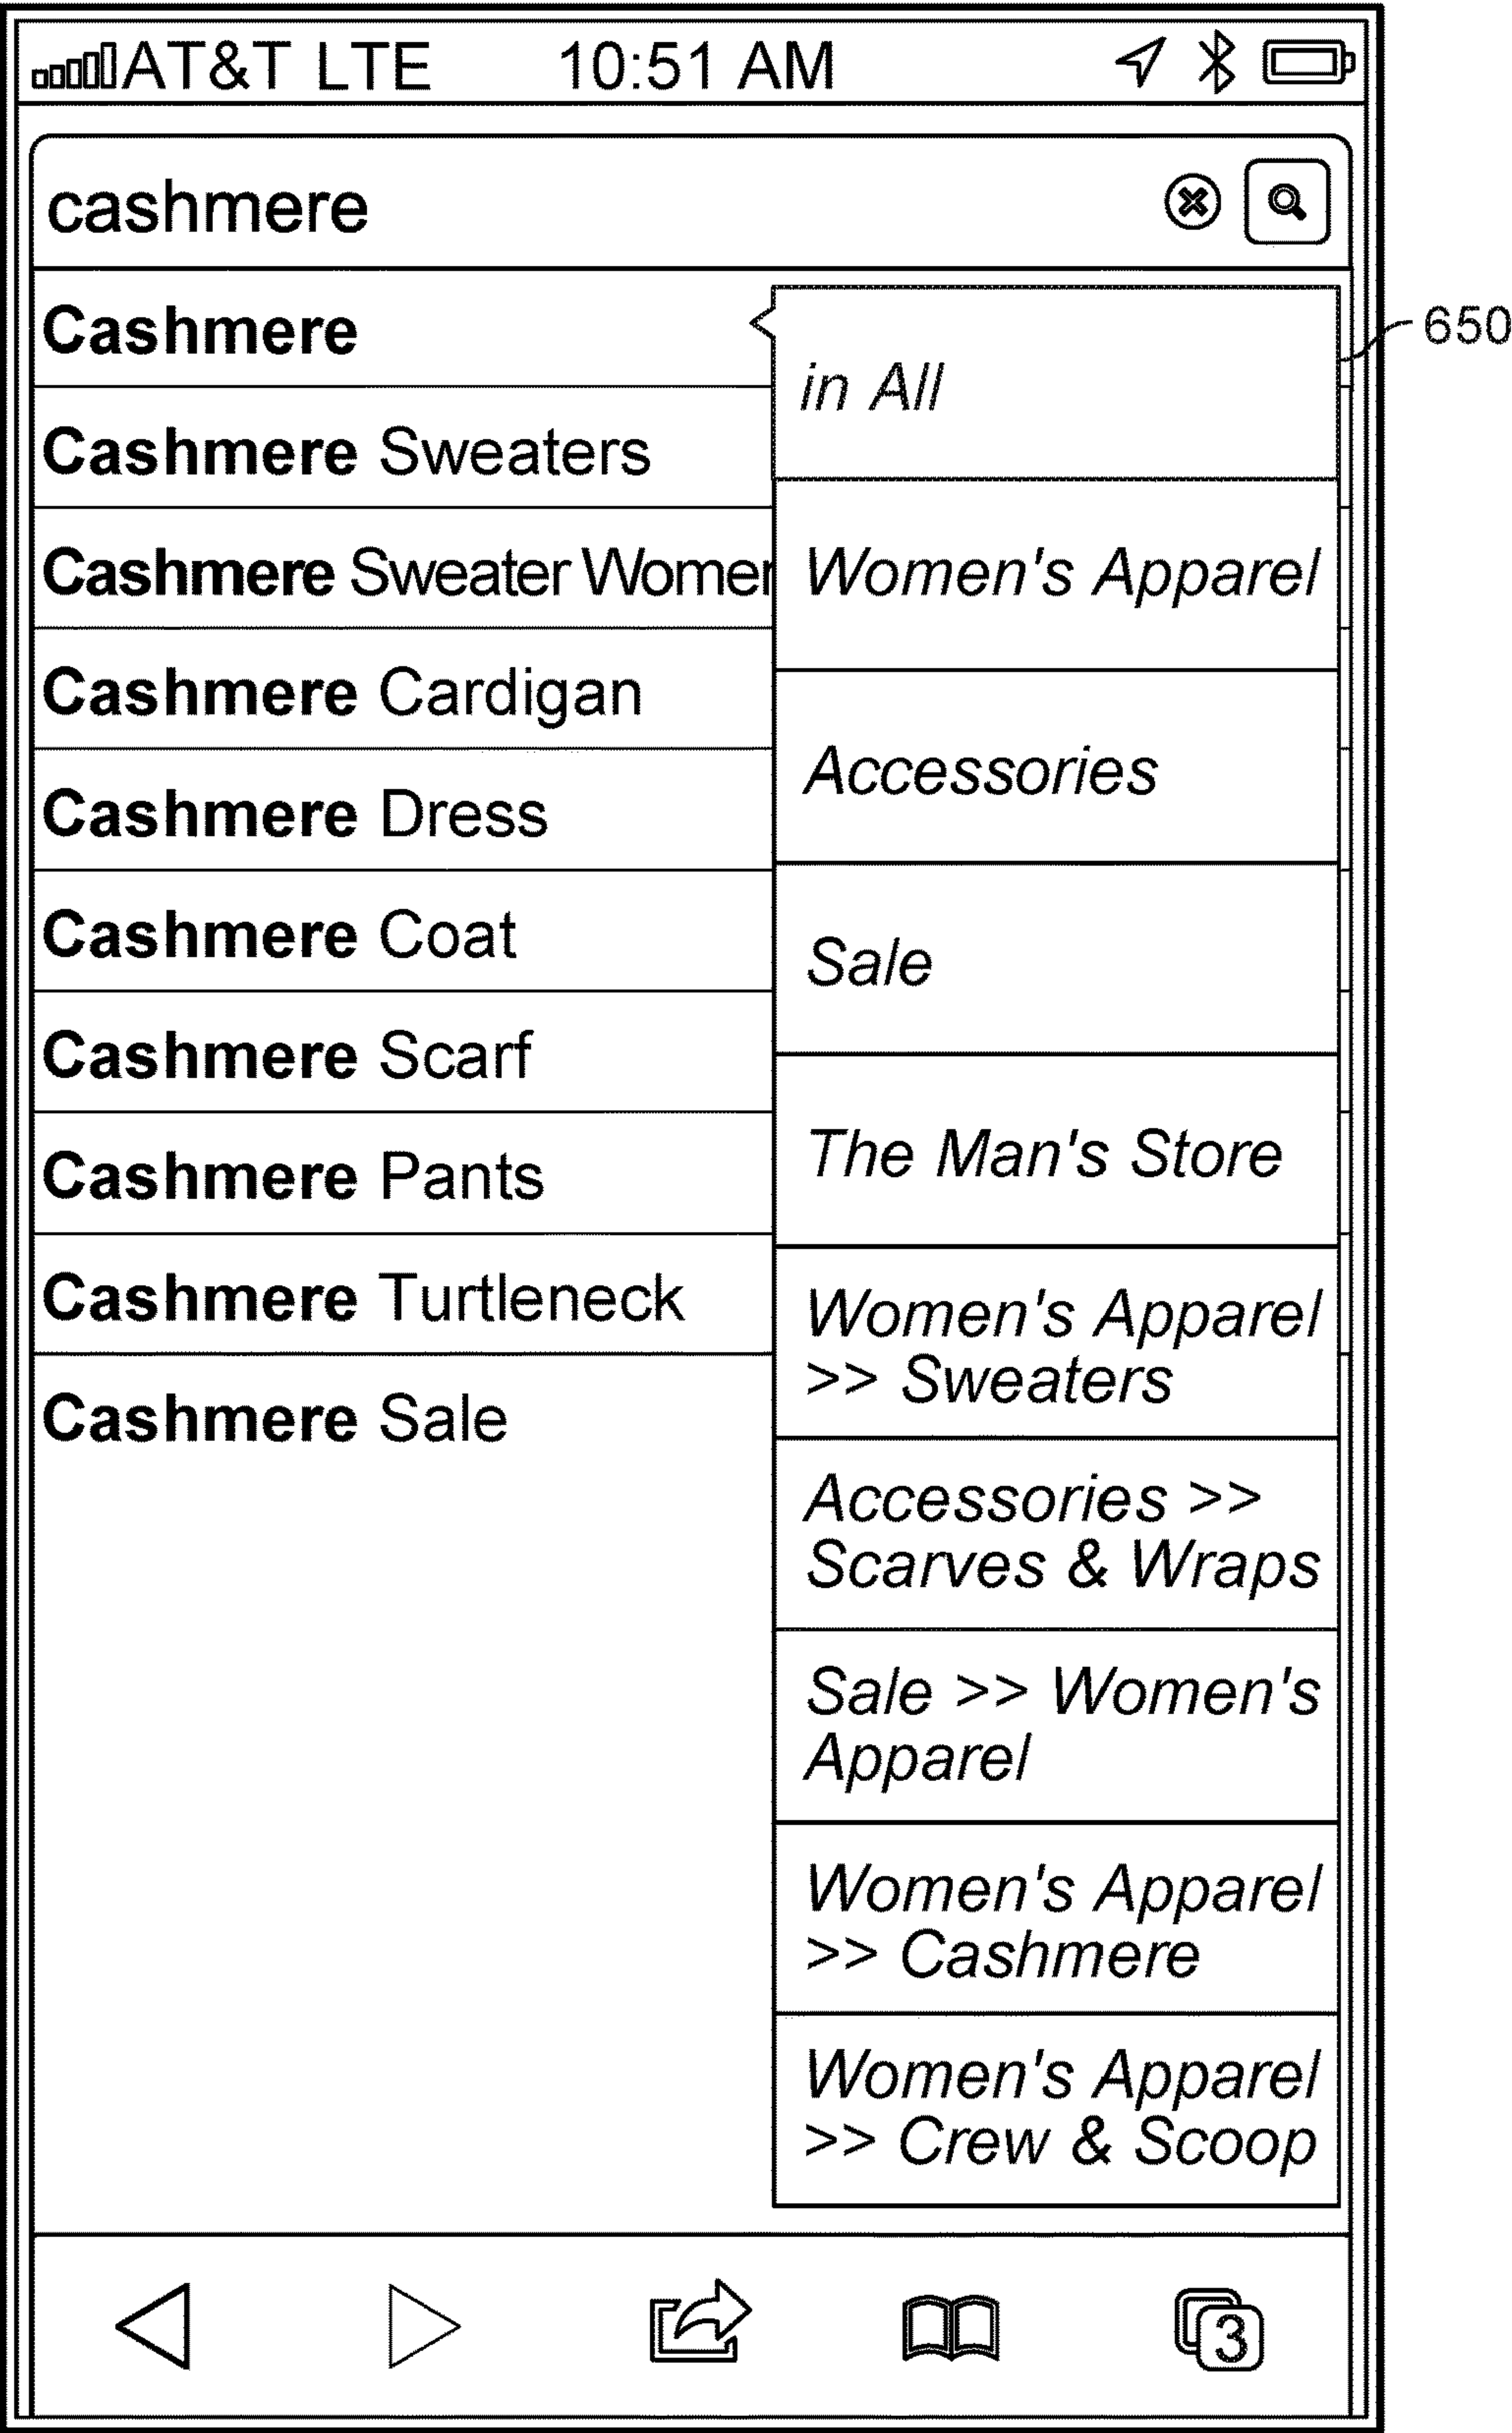 AT&T LTE 10:51 AM
cashmere
Cashmere
Cashmere Sweaters
Cashmere Sweater Women
Cashmere Cardigan
Cashmere Dress
Cashmere Coat
Cashmere Scarf
Cashmere Pants
Cashmere Turtleneck
Cashmere Sale
in All
Women's Apparel
Accessories
Sale
The Man's Store
Women's Apparel
>> Sweaters
Accessories >>
Scarves & Wraps
Sale >> Women's
Apparel
Women's Apparel
>> Cashmere
Women's Apparel
>> Crew & Scoop
650
3